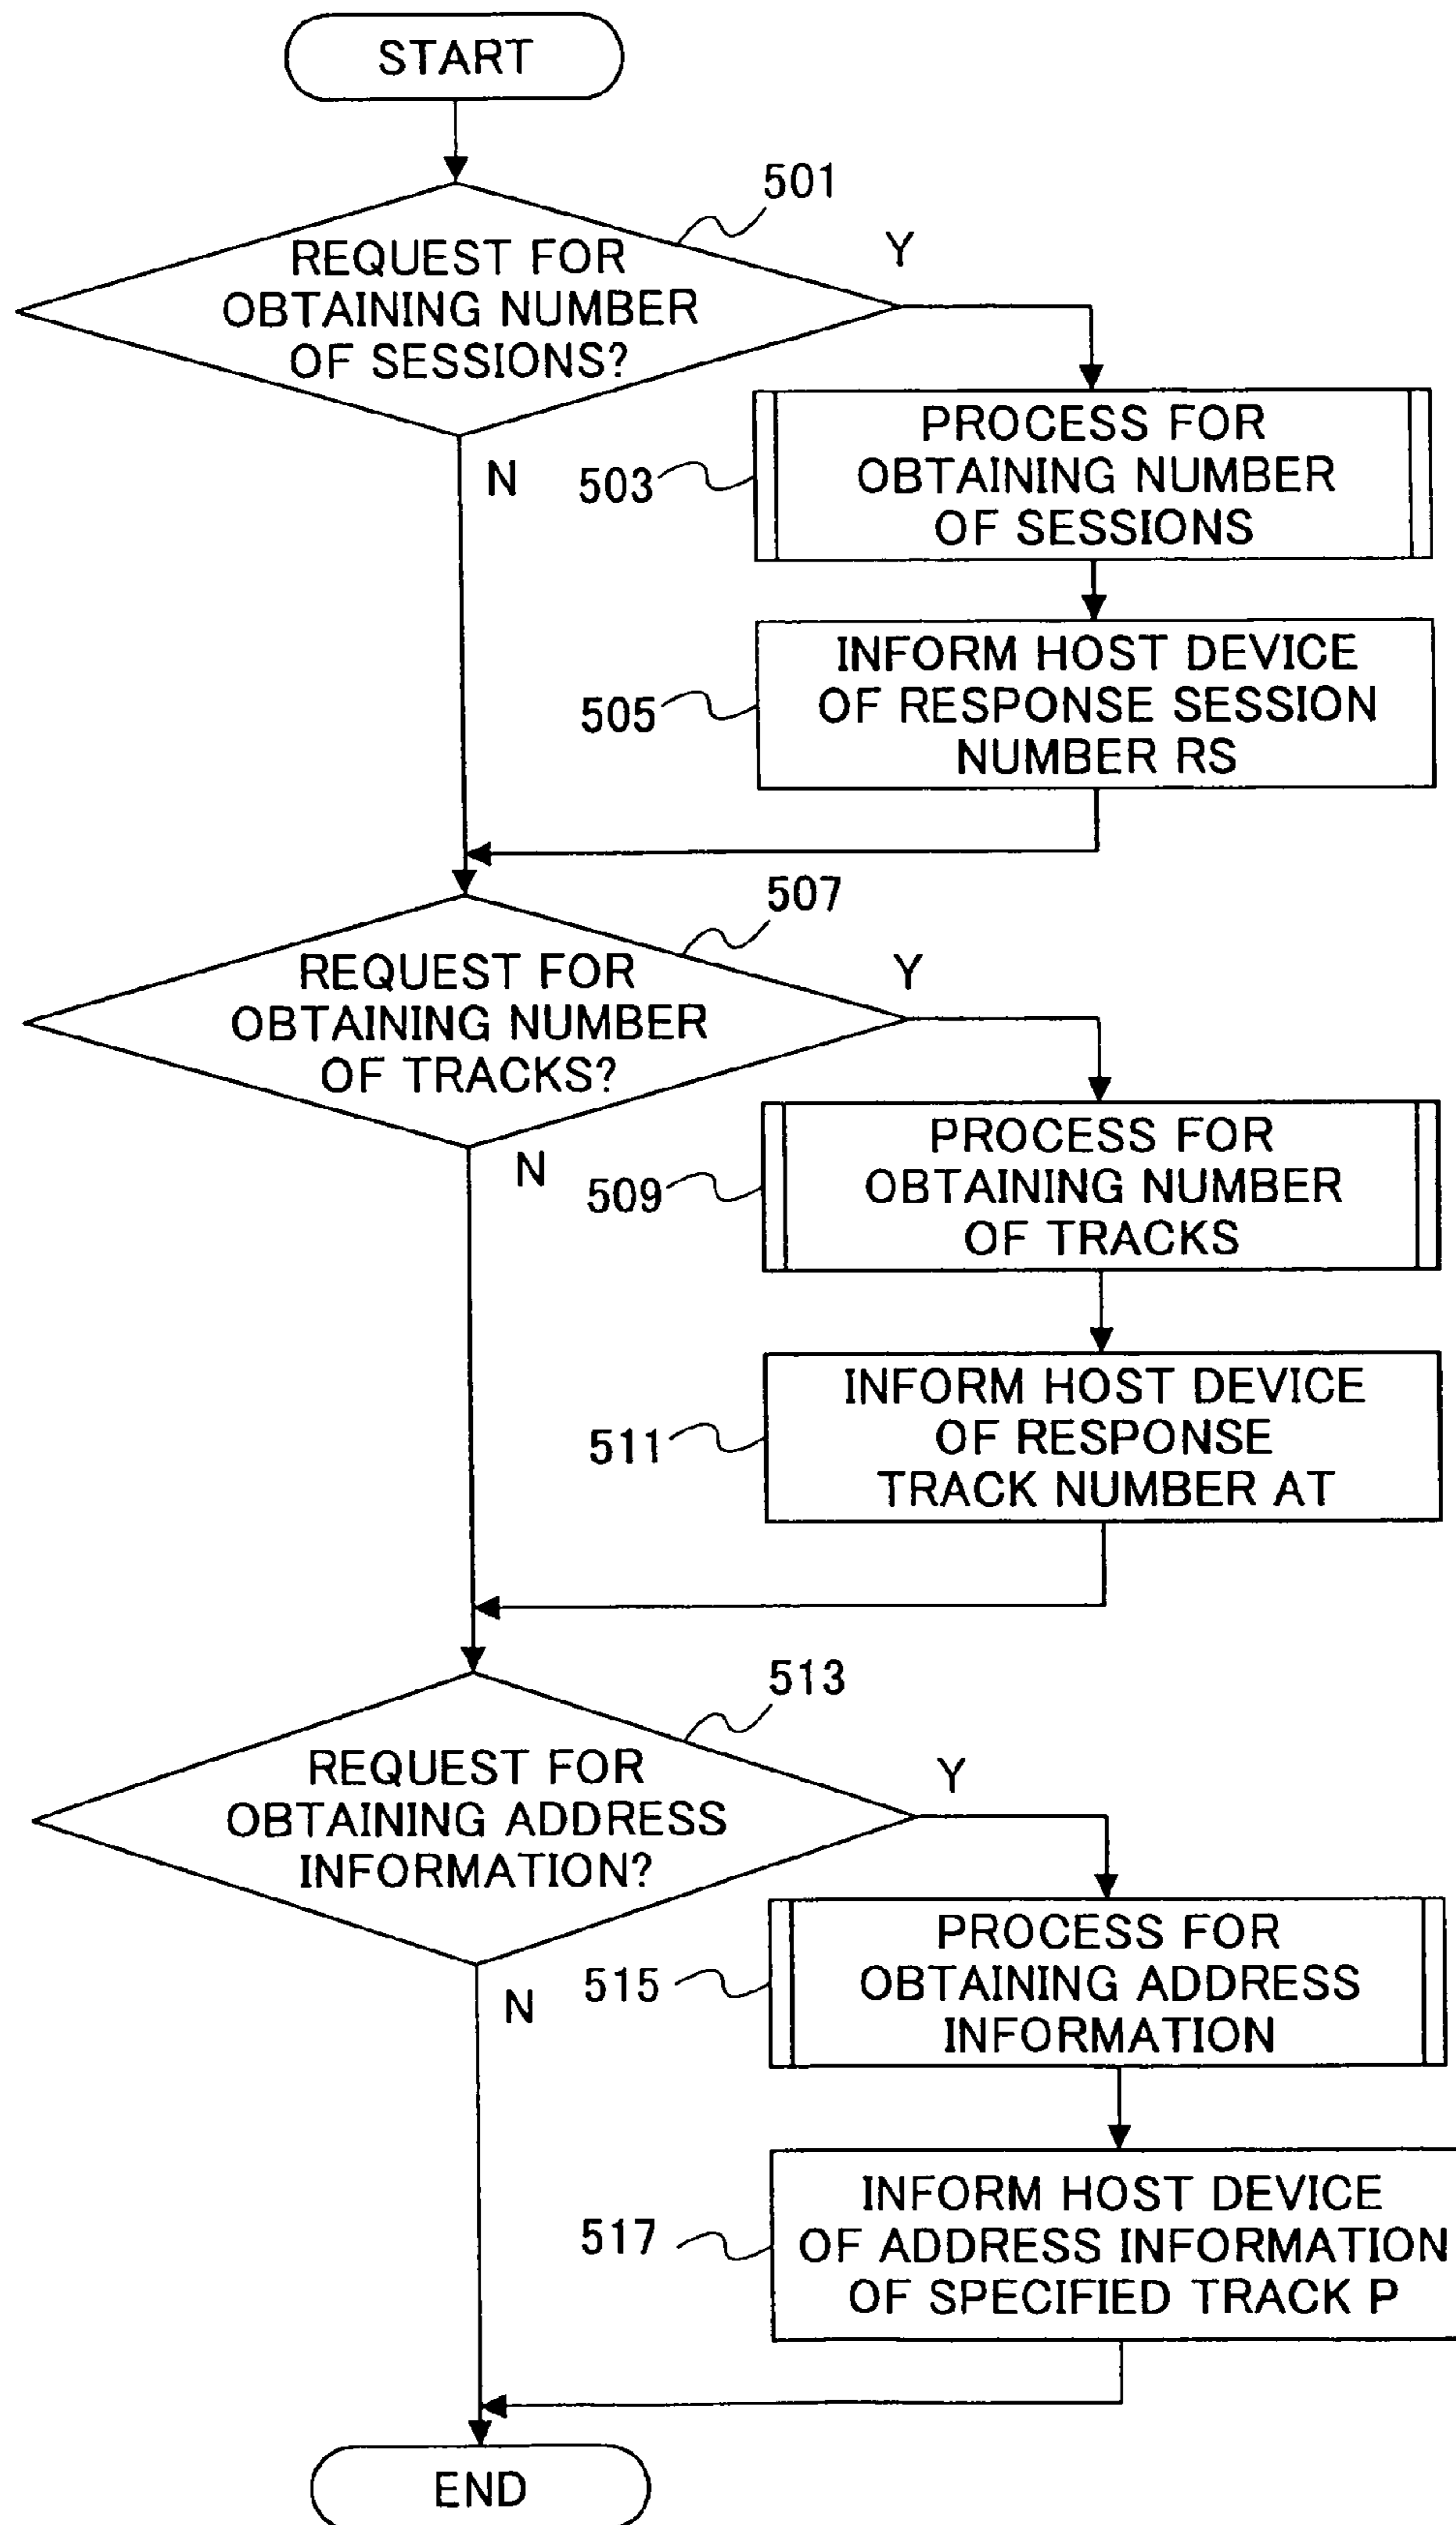 START
501
REQUEST FOR
OBTAINING NUMBER
OF SESSIONS?
Y
N
503
PROCESS FOR
OBTAINING NUMBER
OF SESSIONS
505
INFORM HOST DEVICE
OF RESPONSE SESSION
NUMBER RS
507
REQUEST FOR
OBTAINING NUMBER
OF TRACKS?
Y
N
509
PROCESS FOR
OBTAINING NUMBER
OF TRACKS
511
INFORM HOST DEVICE
OF RESPONSE
TRACK NUMBER AT
513
REQUEST FOR
OBTAINING ADDRESS
INFORMATION?
Y
N
515
PROCESS FOR
OBTAINING ADDRESS
INFORMATION
517
INFORM HOST DEVICE
OF ADDRESS INFORMATION
OF SPECIFIED TRACK P
END